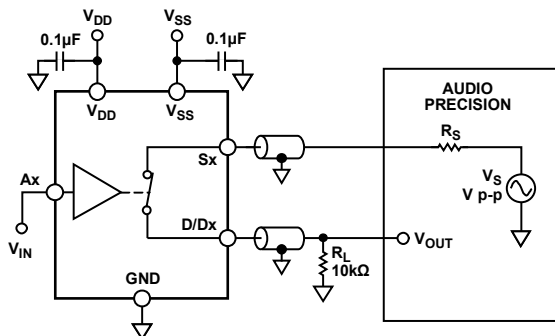 VDD
VSS
0.1µF
0.1µF
VDD
VSS
AUDIO
PRECISION
RS
Sx
VS
V p-p
Ax
D/Dx
VOUT
VIN
RL
10kΩ
GND